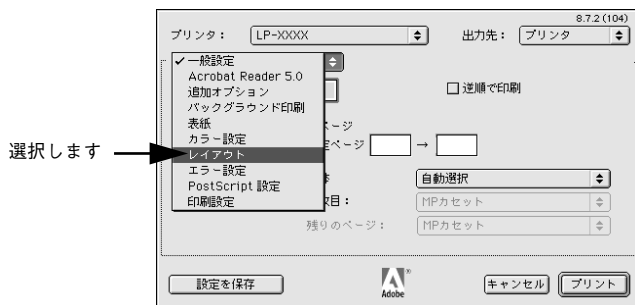 8.7.2 (104)
プリンタ： LP-XXXX 出力先： プリンタ
✓一般設定
Acrobat Reader 5.0
追加オプション
逆順で印刷
バックグラウンド印刷
表紙
ページ
カラー設定
ページ →
選択します
レイアウト
エラー設定
自動選択
PostScript 設定
目： MPカセット
印刷設定
残りのページ： MPカセット
設定を保存
Adobe
キャンセル プリント